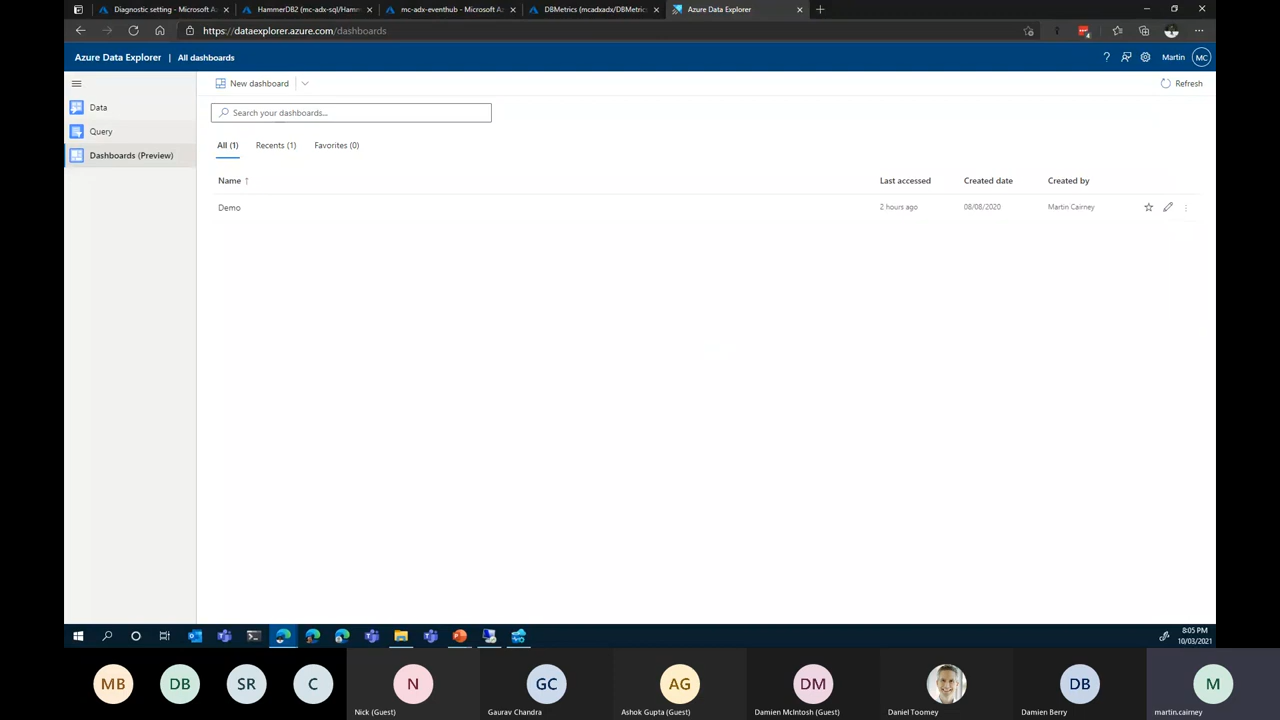 Diagnostic setting - Microsoft Az
HammerDB2 (mc-adx-sql/Hamm
mc-adx-eventhub - Microsoft Az
DBMetrics (mcadxadx/DBMetrics
Azure Data Explorer
https://dataexplorer.azure.com/dashboards
Azure Data Explorer | All dashboards
Martin MC
New dashboard
Refresh
Data
Search your dashboards...
Query
All (1) Recents (1) Favorites (0)
Dashboards (Preview)
Name ↑ Last accessed Created date Created by
Demo 2 hours ago 08/08/2020 Martin Cairney
8:05 PM
10/03/2021
MB DB SR C N GC AG DM DB M
Nick (Guest) Gaurav Chandra Ashok Gupta (Guest) Damien McIntosh (Guest) Daniel Toomey Damien Berry martin.cairney